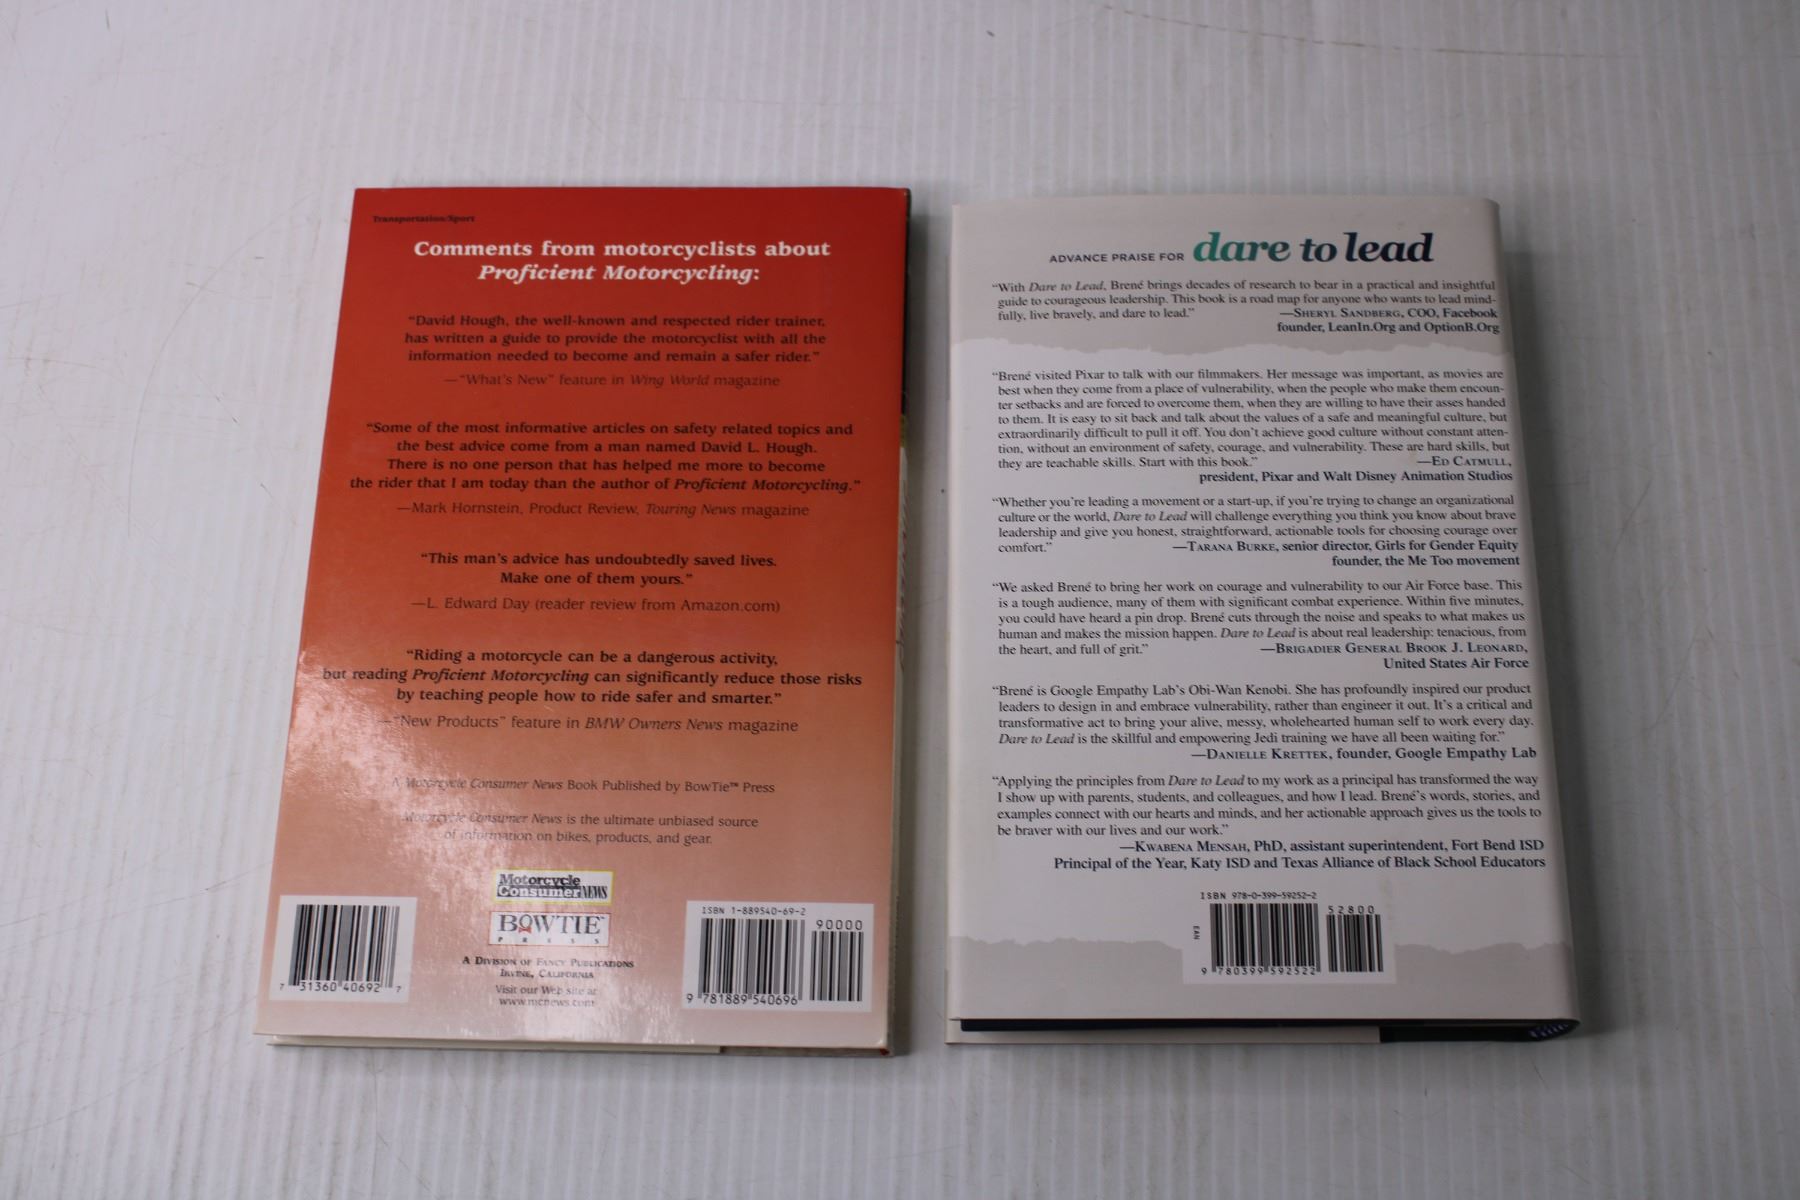 Transportation/Sport
Comments from motorcyclists about
Proficient Motorcycling:
“David Hough, the well-known and respected rider trainer,
has written a guide to provide the motorcyclist with all the
information needed to become and remain a safer rider.”
—“What’s New” feature in Wing World magazine
“Some of the most informative articles on safety related topics and
the best advice come from a man named David L. Hough.
There is no one person that has helped me more to become
the rider that I am today than the author of Proficient Motorcycling.”
—Mark Hornstein, Product Review, Touring News magazine
“This man’s advice has undoubtedly saved lives.
Make one of them yours.”
—L. Edward Day (reader review from Amazon.com)
“Riding a motorcycle can be a dangerous activity,
but reading Proficient Motorcycling can significantly reduce those risks
by teaching people how to ride safer and smarter.”
—“New Products” feature in BMW Owners News magazine
A Motorcycle Consumer News Book Published by BowTie™ Press
Motorcycle Consumer News is the ultimate unbiased source
of information on bikes, products, and gear.
Motorcycle
Consumer NEWS
BOWTIE™
PRESS
A Division of Fancy Publications
Irvine, California
Visit our Web site at
www.mcnews.com
7 31360 40692 7
ISBN 1-889540-69-2
90000
9 781889 540696
ADVANCE PRAISE FOR dare to lead
“With Dare to Lead, Brené brings decades of research to bear in a practical and insightful
guide to courageous leadership. This book is a road map for anyone who wants to lead mind-
fully, live bravely, and dare to lead.” —Sheryl Sandberg, COO, Facebook
founder, LeanIn.Org and OptionB.Org
“Brené visited Pixar to talk with our filmmakers. Her message was important, as movies are
best when they come from a place of vulnerability, when the people who make them encoun-
ter setbacks and are forced to overcome them, when they are willing to have their asses handed
to them. It is easy to sit back and talk about the values of a safe and meaningful culture, but
extraordinarily difficult to pull it off. You don’t achieve good culture without constant atten-
tion, without an environment of safety, courage, and vulnerability. These are hard skills, but
they are teachable skills. Start with this book.” —Ed Catmull,
president, Pixar and Walt Disney Animation Studios
“Whether you’re leading a movement or a start-up, if you’re trying to change an organizational
culture or the world, Dare to Lead will challenge everything you think you know about brave
leadership and give you honest, straightforward, actionable tools for choosing courage over
comfort.” —Tarana Burke, senior director, Girls for Gender Equity
founder, the Me Too movement
“We asked Brené to bring her work on courage and vulnerability to our Air Force base. This
is a tough audience, many of them with significant combat experience. Within five minutes,
you could have heard a pin drop. Brené cuts through the noise and speaks to what makes us
human and makes the mission happen. Dare to Lead is about real leadership: tenacious, from
the heart, and full of grit.” —Brigadier General Brook J. Leonard,
United States Air Force
“Brené is Google Empathy Lab’s Obi-Wan Kenobi. She has profoundly inspired our product
leaders to design in and embrace vulnerability, rather than engineer it out. It’s a critical and
transformative act to bring your alive, messy, wholehearted human self to work every day.
Dare to Lead is the skillful and empowering Jedi training we have all been waiting for.”
—Danielle Krettek, founder, Google Empathy Lab
“Applying the principles from Dare to Lead to my work as a principal has transformed the way
I show up with parents, students, and colleagues, and how I lead. Brené’s words, stories, and
examples connect with our hearts and minds, and her actionable approach gives us the tools to
be braver with our lives and our work.”
—Kwabena Mensah, PhD, assistant superintendent, Fort Bend ISD
Principal of the Year, Katy ISD and Texas Alliance of Black School Educators
ISBN 978-0-399-59252-2
52800
EAN
9 780399 592522